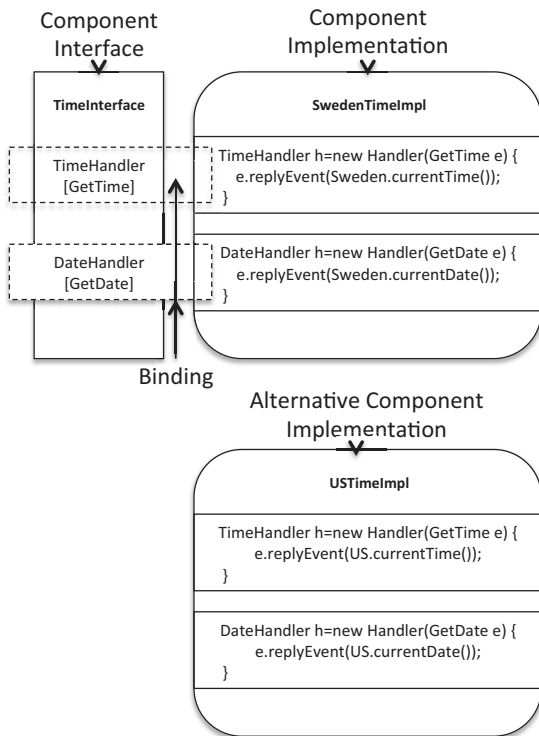 Component
Interface
Component
Implementation
TimeInterface
SwedenTimeImpl
TimeHandler
[GetTime]
TimeHandler h=new Handler(GetTime e) {
e.replyEvent(Sweden.currentTime());
}
DateHandler
[GetDate]
DateHandler h=new Handler(GetDate e) {
e.replyEvent(Sweden.currentDate());
}
Binding
Alternative Component
Implementation
USTimeImpl
TimeHandler h=new Handler(GetTime e) {
e.replyEvent(US.currentTime());
}
DateHandler h=new Handler(GetDate e) {
e.replyEvent(US.currentDate());
}